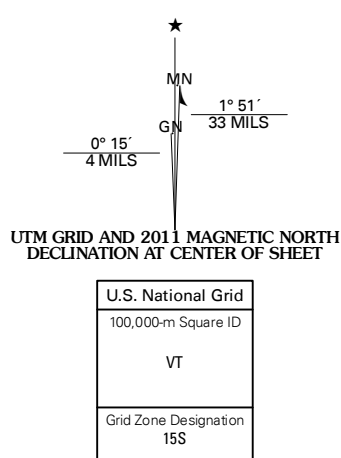 ★
MN
1° 51´
33 MILS
GN
0° 15´
4 MILS
UTM GRID AND 2011 MAGNETIC NORTH
DECLINATION AT CENTER OF SHEET
U.S. National Grid
100,000-m Square ID
VT
Grid Zone Designation
15S